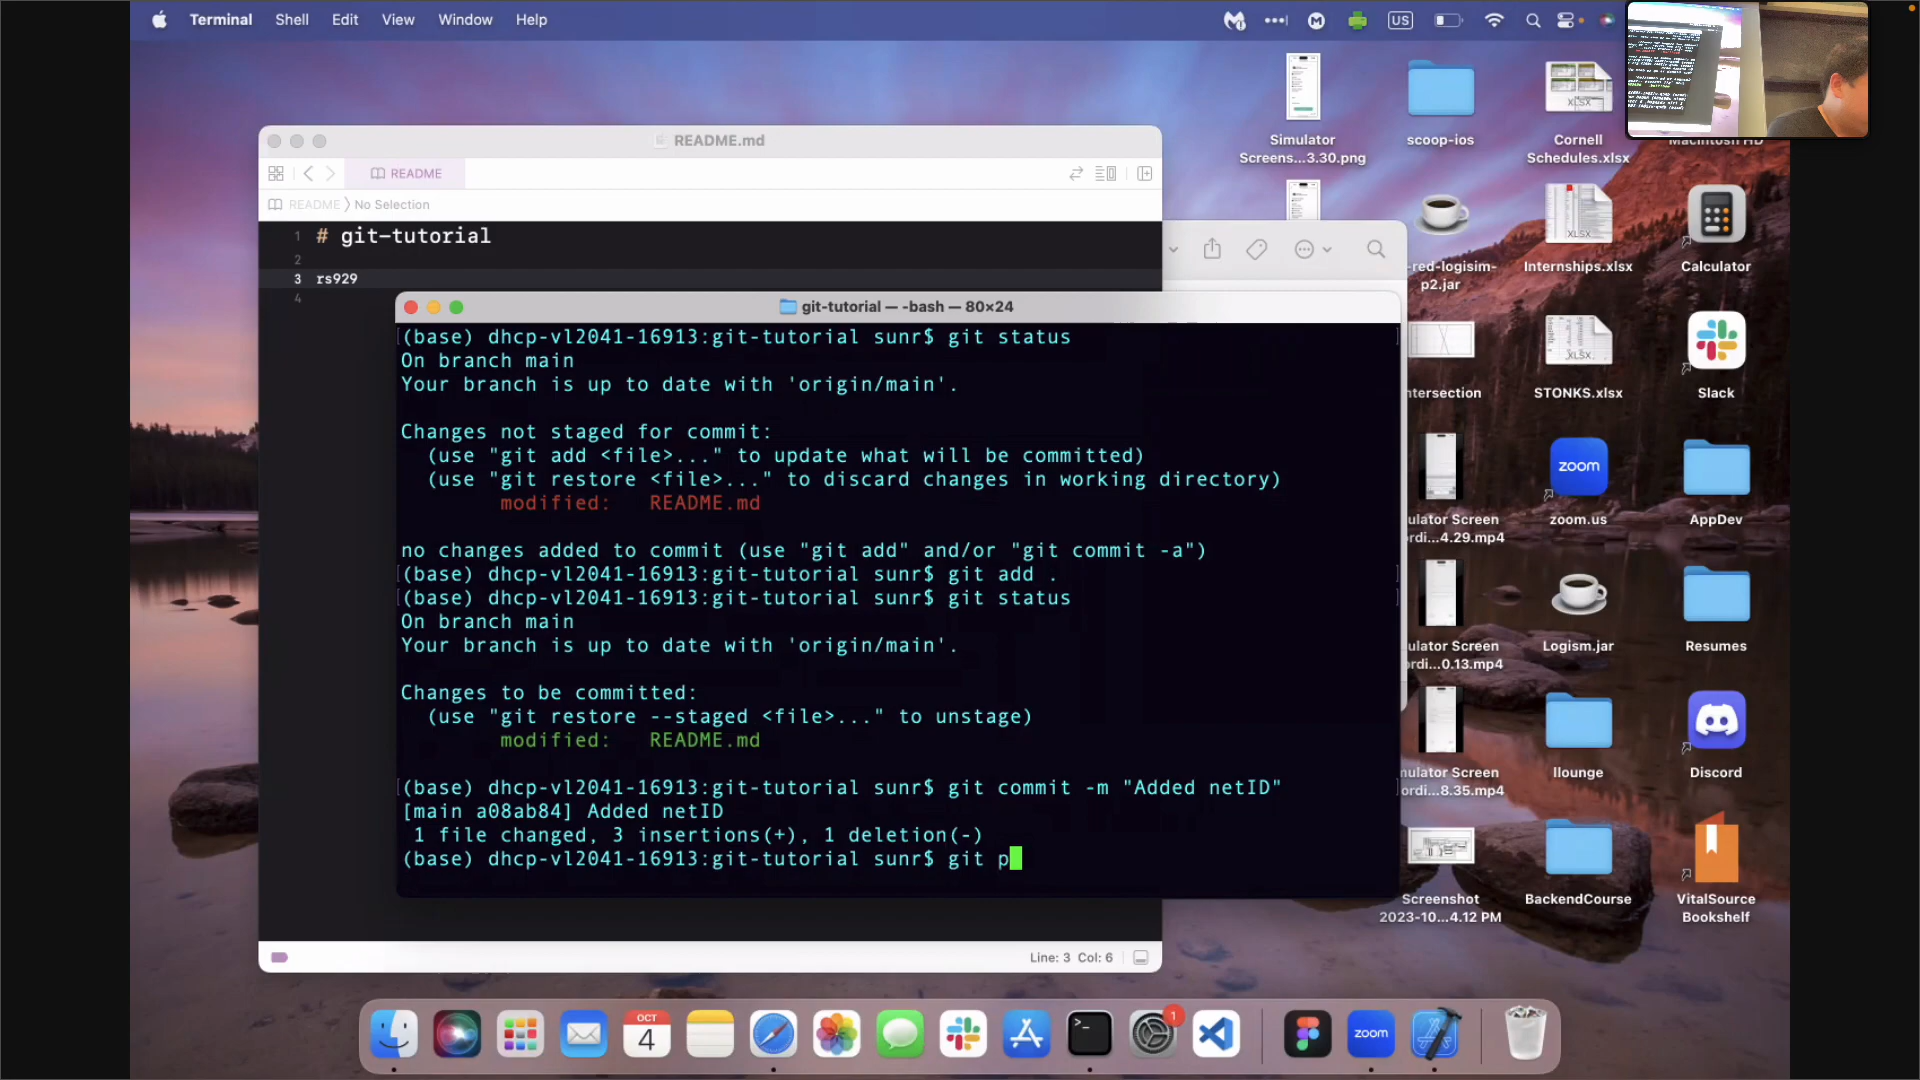 Terminal Shell Edit View Window Help
US
README.md
README
README No Selection
1 # git-tutorial
2
3 rs929
4
Line: 3 Col: 6
git-tutorial — -bash — 80×24
(base) dhcp-vl2041-16913:git-tutorial sunr$ git status
On branch main
Your branch is up to date with 'origin/main'.
Changes not staged for commit:
(use "git add <file>..." to update what will be committed)
(use "git restore <file>..." to discard changes in working directory)
modified: README.md
no changes added to commit (use "git add" and/or "git commit -a")
(base) dhcp-vl2041-16913:git-tutorial sunr$ git add .
(base) dhcp-vl2041-16913:git-tutorial sunr$ git status
On branch main
Your branch is up to date with 'origin/main'.
Changes to be committed:
(use "git restore --staged <file>..." to unstage)
modified: README.md
(base) dhcp-vl2041-16913:git-tutorial sunr$ git commit -m "Added netID"
[main a08ab84] Added netID
1 file changed, 3 insertions(+), 1 deletion(-)
(base) dhcp-vl2041-16913:git-tutorial sunr$ git p
Simulator
Screens...3.30.png
scoop-ios
XLSX
Cornell
Schedules.xlsx
Macintosh HD
-red-logisim-
p2.jar
XLSX
Internships.xlsx
Calculator
ntersection
XLSX
STONKS.xlsx
Slack
ulator Screen
ordi...4.29.mp4
zoom
zoom.us
AppDev
ulator Screen
ordi...0.13.mp4
Logism.jar
Resumes
mulator Screen
ordi...8.35.mp4
llounge
Discord
Screenshot
2023-10...4.12 PM
BackendCourse
VitalSource
Bookshelf
OCT
4
1
zoom